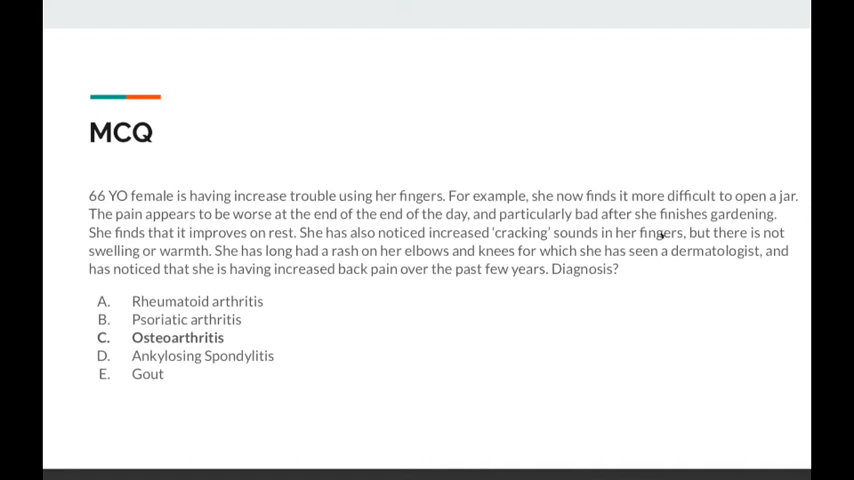 MCQ
66 YO female is having increase trouble using her fingers. For example, she now finds it more difficult to open a jar.
The pain appears to be worse at the end of the end of the day, and particularly bad after she finishes gardening.
She finds that it improves on rest. She has also noticed increased 'cracking' sounds in her fingers, but there is not
swelling or warmth. She has long had a rash on her elbows and knees for which she has seen a dermatologist, and
has noticed that she is having increased back pain over the past few years. Diagnosis?
A. Rheumatoid arthritis
B. Psoriatic arthritis
C. Osteoarthritis
D. Ankylosing Spondylitis
E. Gout